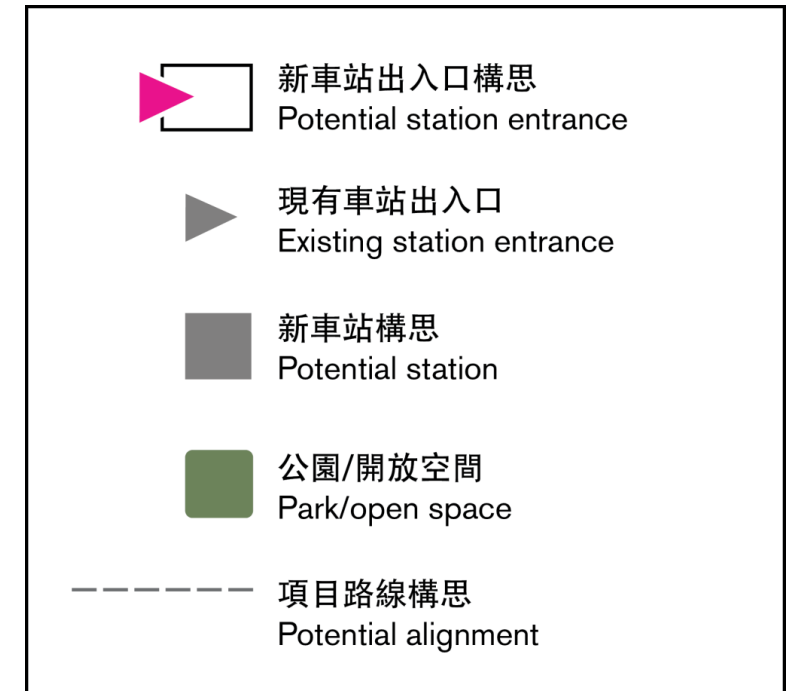 新車站出入口構思
Potential station entrance
現有車站出入口
Existing station entrance
新車站構思
Potential station
公園/開放空間
Park/open space
項目路線構思
Potential alignment